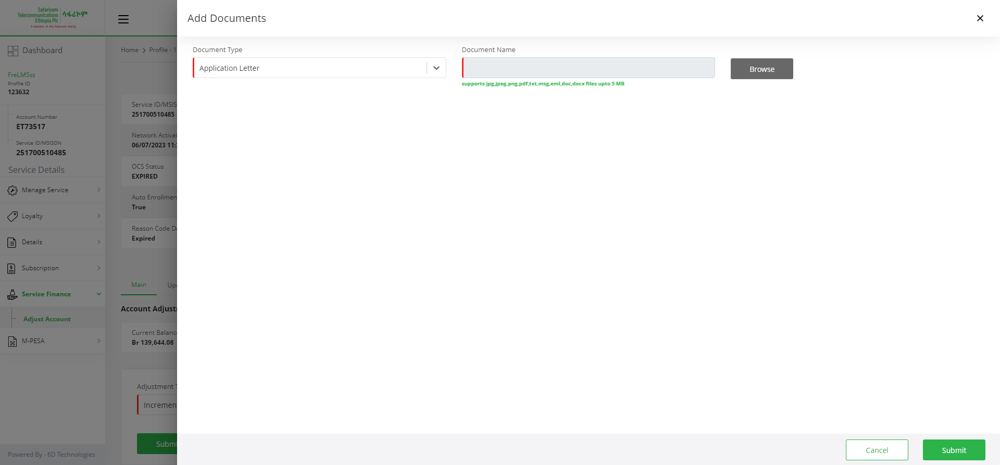 Safaricom
Telecommunications
Ethiopia Plc
ሳፋሪኮም
A member of the Vodacom family
Add Documents
Dashboard
Home > Profile - 1
Document Type
Document Name
Application Letter
Browse
supports jpg,jpeg,png,pdf,txt,msg,eml,doc,docx files upto 5 MB
FreLMSss
Profile ID
123632
Account Number
ET73517
Service ID/MSISDN
251700510485
Service Details
Manage Service
Loyalty
Details
Subscription
Service Finance
Adjust Account
M-PESA
Powered By - 6D Technologies
Service ID/MSIS
251700510485
Network Activat
06/07/2023 11:
OCS Status
EXPIRED
Auto Enrollmen
True
Reason Code De
Expired
Main
Up
Account Adjust
Current Balance
Br 139,644.08
Adjustment T
Increment
Submi
Cancel
Submit